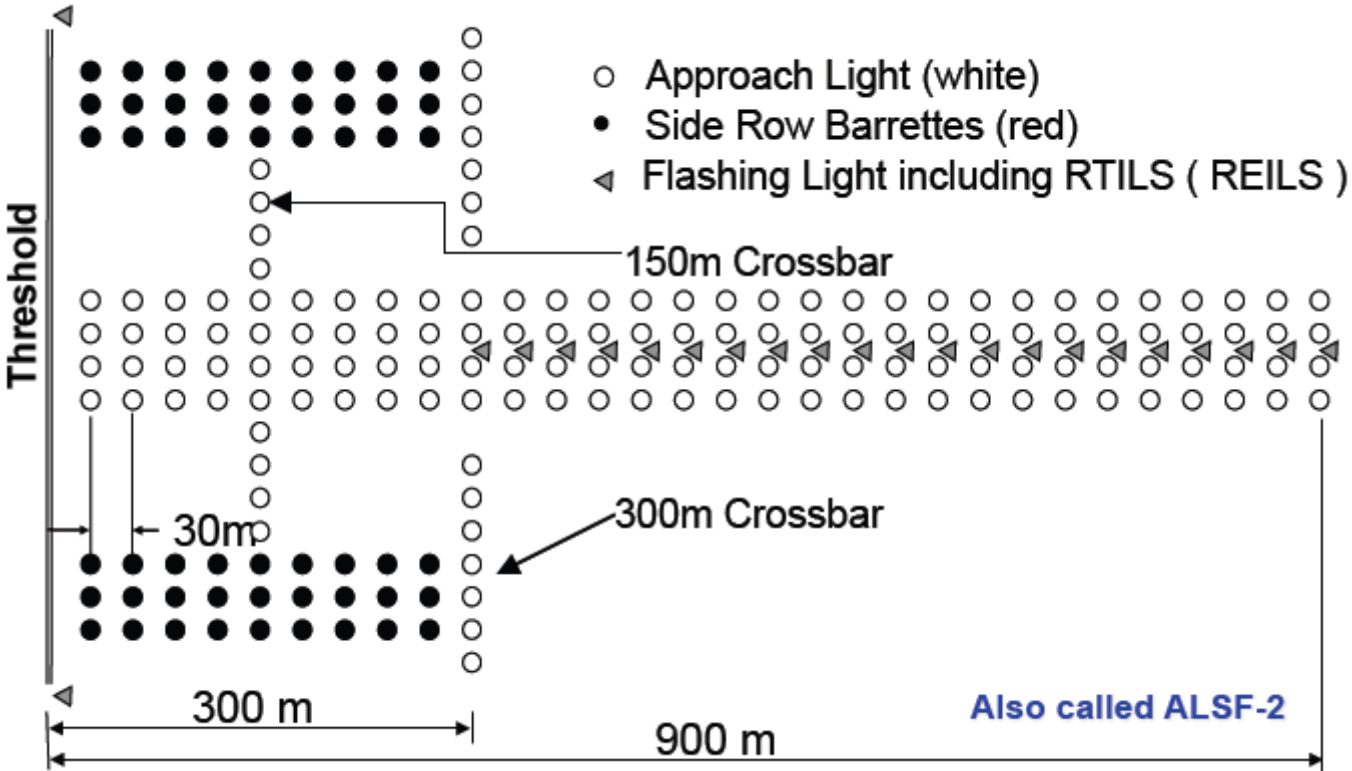 Approach Light (white)
Side Row Barrettes (red)
Flashing Light including RTILS ( REILS )
150m Crossbar
Threshold
30m
300m Crossbar
300 m
Also called ALSF-2
900 m